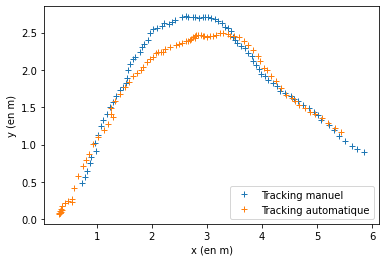 2.5
2.0
1.5
1.0
0.5
0.0
y (en m)
1 2 3 4 5 6
x (en m)
Tracking manuel
Tracking automatique